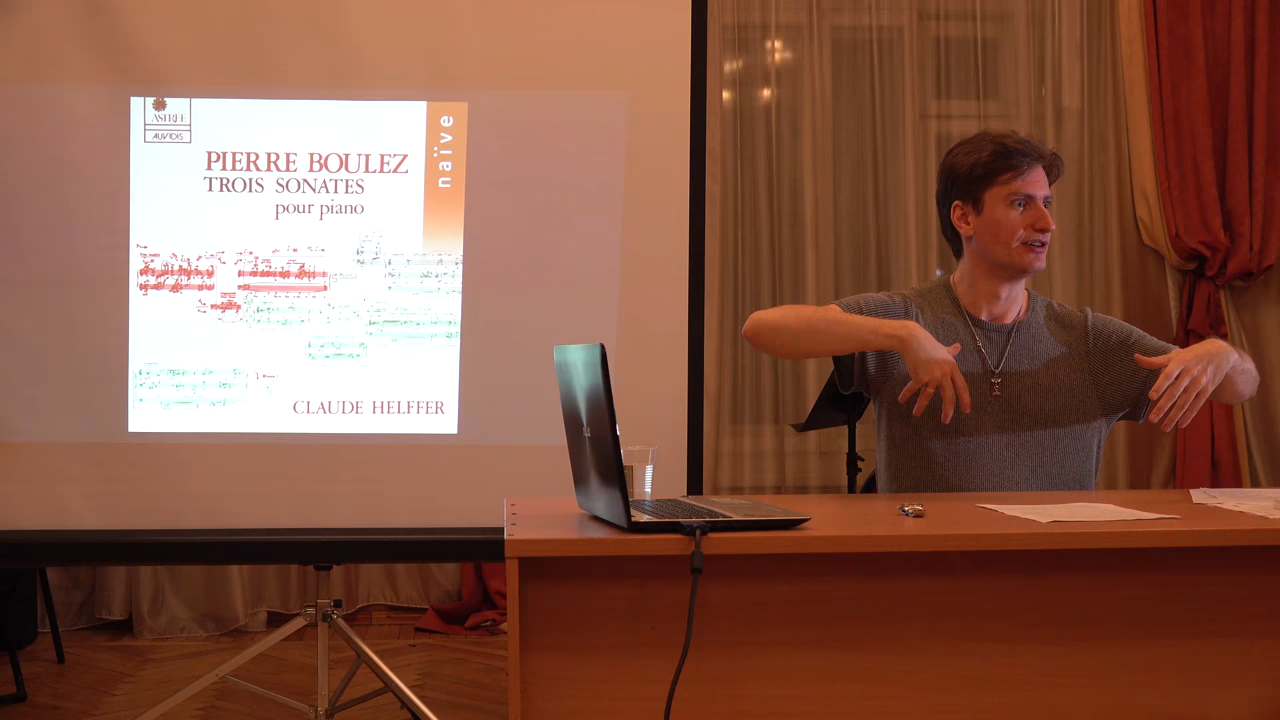 ASTRÉE
AUVIDIS
naïve
PIERRE BOULEZ
TROIS SONATES
pour piano
CLAUDE HELFFER